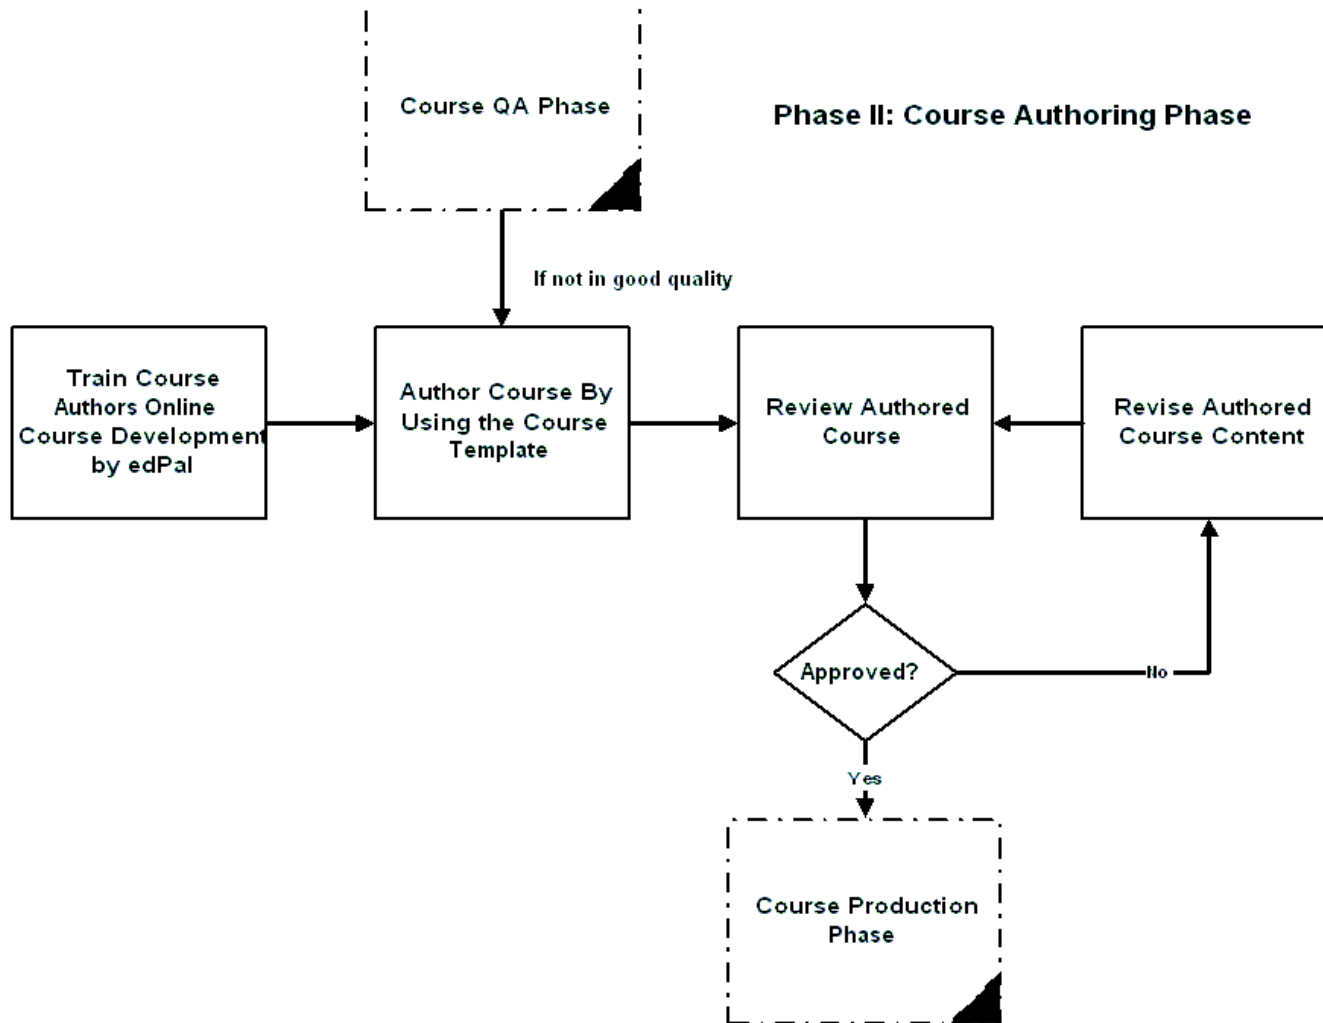 Course QA Phase
Phase II: Course Authoring Phase
If not in good quality
Train Course
Authors Online
Course Development
by edPal
Author Course By
Using the Course
Template
Review Authored
Course
Revise Authored
Course Content
Approved?
No
Yes
Course Production
Phase